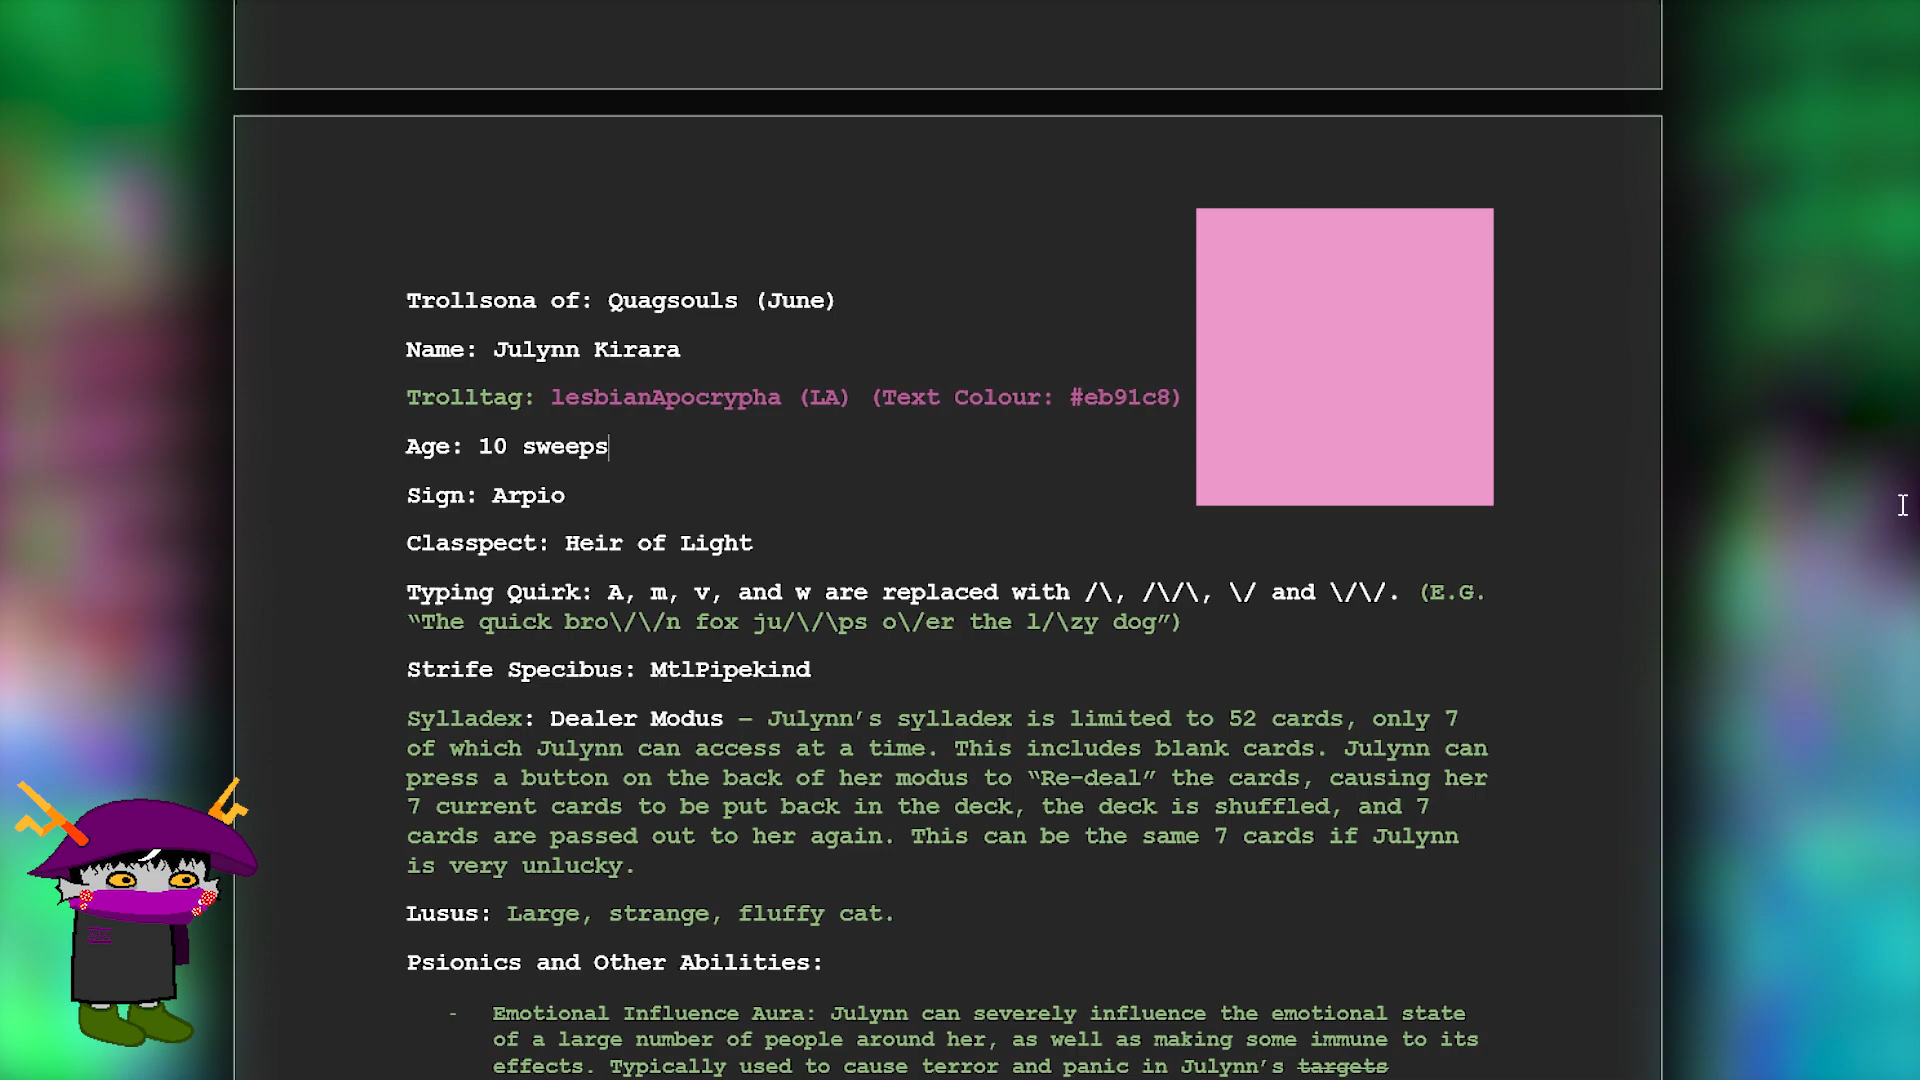 Trollsona of: Quagsouls (June)
Name: Julynn Kirara
Trolltag: lesbianApocrypha (LA) (Text Colour: #eb91c8)
Age: 10 sweeps
Sign: Arpio
Classpect: Heir of Light
Typing Quirk: A, m, v, and w are replaced with /\, /\/\, \/ and \/\/. (E.G.
“The quick bro\/\/n fox ju/\/\ps o\/er the l/\zy dog”)
Strife Specibus: MtlPipekind
Sylladex: Dealer Modus – Julynn’s sylladex is limited to 52 cards, only 7
of which Julynn can access at a time. This includes blank cards. Julynn can
press a button on the back of her modus to “Re-deal” the cards, causing her
7 current cards to be put back in the deck, the deck is shuffled, and 7
cards are passed out to her again. This can be the same 7 cards if Julynn
is very unlucky.
Lusus: Large, strange, fluffy cat.
Psionics and Other Abilities:
- Emotional Influence Aura: Julynn can severely influence the emotional state
of a large number of people around her, as well as making some immune to its
effects. Typically used to cause terror and panic in Julynn’s targets